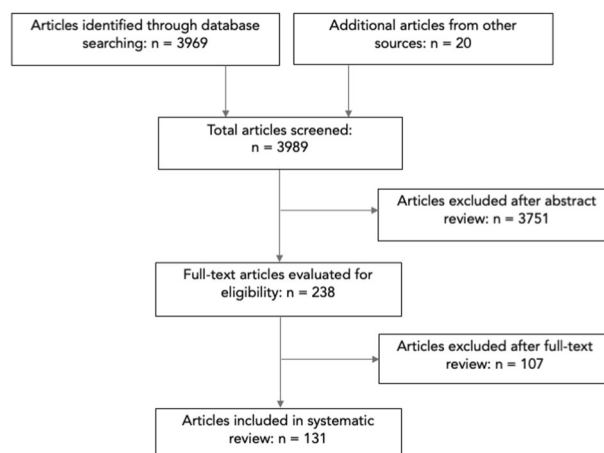 Articles identified through database
searching: n = 3969
Additional articles from other
sources: n = 20
Total articles screened:
n = 3989
Articles excluded after abstract
review: n = 3751
Full-text articles evaluated for
eligibility: n = 238
Articles excluded after full-text
review: n = 107
Articles included in systematic
review: n = 131